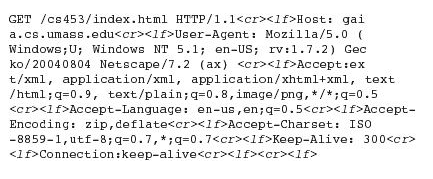 GET /cs453/index.html HTTP/1.1<cr><lf>Host: gai
a.cs.umass.edu<cr><lf>User-Agent: Mozilla/5.0 (
Windows;U; Windows NT 5.1; en-US; rv:1.7.2) Gec
ko/20040804 Netscape/7.2 (ax) <cr><lf>Accept:ex
t/xml, application/xml, application/xhtml+xml, text
/html;q=0.9, text/plain;q=0.8,image/png,*/*;q=0.5
<cr><lf>Accept-Language: en-us,en;q=0.5<cr><lf>Accept-
Encoding: zip,deflate<cr><lf>Accept-Charset: ISO
-8859-1,utf-8;q=0.7,*;q=0.7<cr><lf>Keep-Alive: 300<cr>
<lf>Connection:keep-alive<cr><lf><cr><lf>